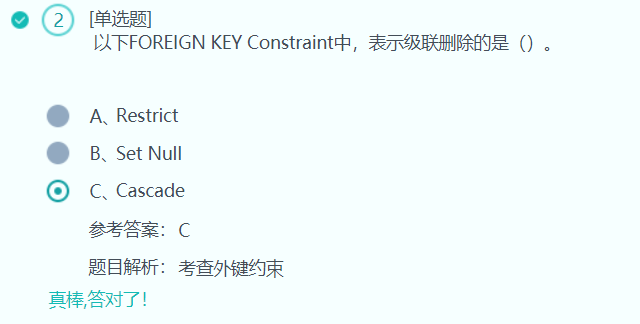 2 [单选题]
以下FOREIGN KEY Constraint中，表示级联删除的是（）。
A、Restrict
B、Set Null
C、Cascade
参考答案：C
题目解析：考查外键约束
真棒,答对了!